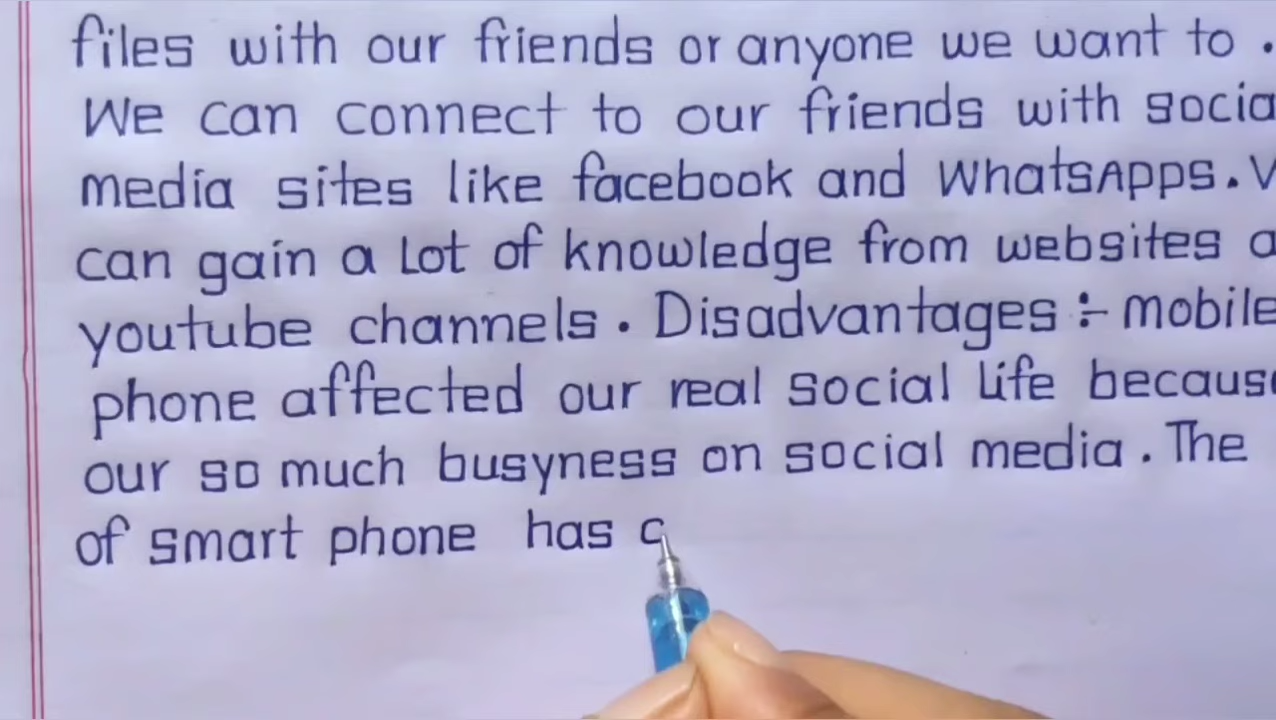 files with our friends or anyone we want to .
We can connect to our friends with socia
media sites like facebook and WhatsApps.
can gain a lot of knowledge from websites a
youtube channels . Disadvantages :- mobile
phone affected our real social life because
our so much busyness on social media . The
of smart phone has